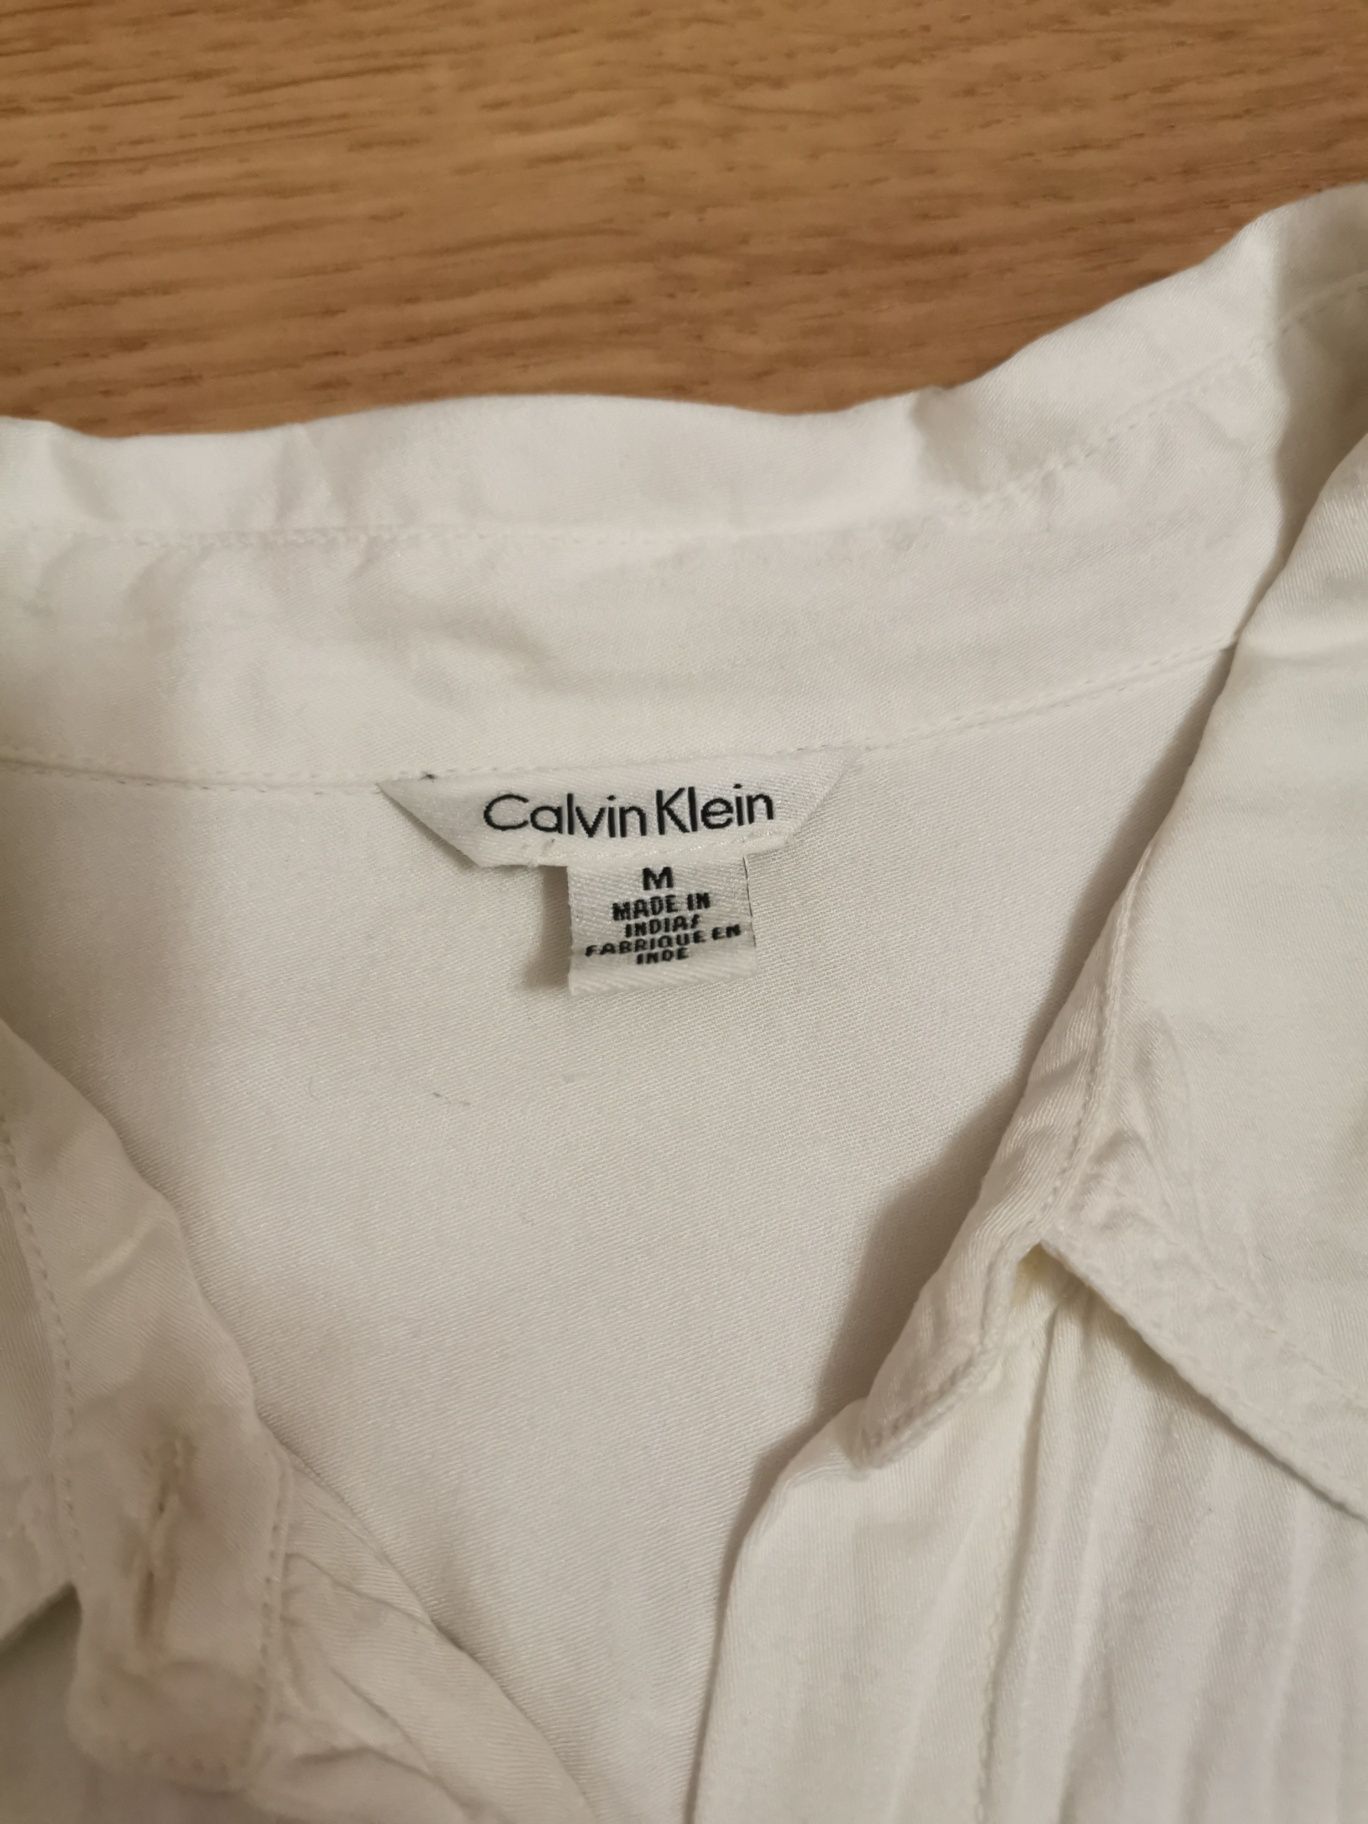 Calvin Klein
M
MADE IN
INDIA/
FABRIQUE EN
INDE